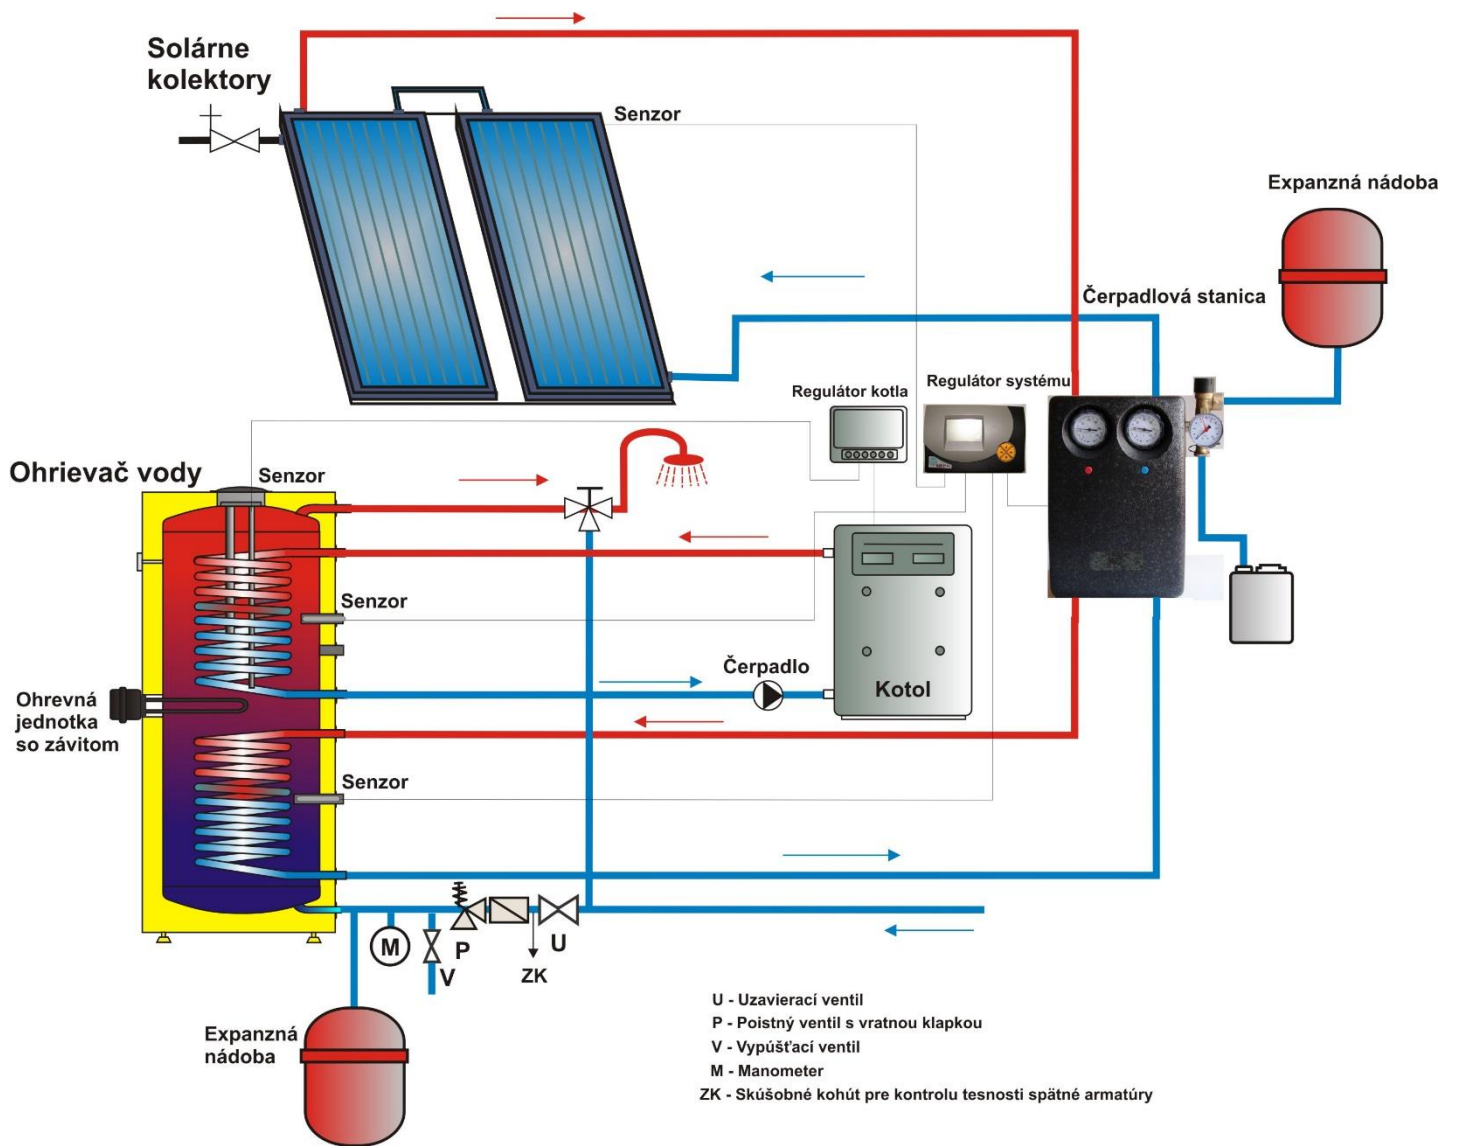 Solárne
kolektory
Senzor
Expanzná nádoba
Čerpadlová stanica
Regulátor kotla
Regulátor systému
Ohrievač vody
Senzor
Senzor
Čerpadlo
Kotol
Ohrevná
jednotka
so závitom
Senzor
M
V
P
ZK
U
Expanzná
nádoba
U - Uzavierací ventil
P - Poistný ventil s vratnou klapkou
V - Vypúšťací ventil
M - Manometer
ZK - Skúšobné kohút pre kontrolu tesnosti spätné armatúry